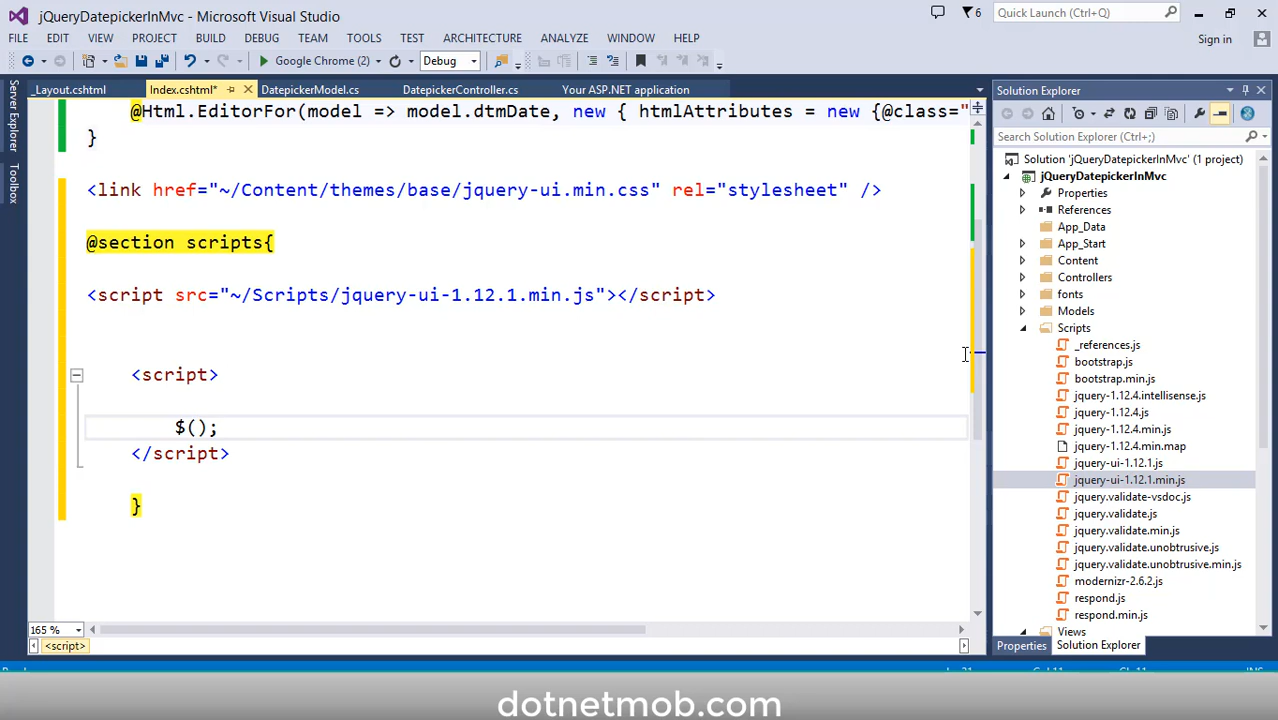 jQueryDatepickerInMvc - Microsoft Visual Studio
6
Quick Launch (Ctrl+Q)
FILE EDIT VIEW PROJECT BUILD DEBUG TEAM TOOLS TEST ARCHITECTURE ANALYZE WINDOW HELP
Sign in
Google Chrome (2)
Debug
Server Explorer
Toolbox
_Layout.cshtml
Index.cshtml*
DatepickerModel.cs
DatepickerController.cs
Your ASP.NET application
@Html.EditorFor(model => model.dtmDate, new { htmlAttributes = new {@class="
}
<link href="~/Content/themes/base/jquery-ui.min.css" rel="stylesheet" />
@section scripts{
<script src="~/Scripts/jquery-ui-1.12.1.min.js"></script>
<script>
$();
</script>
}
165 %
<script>
Solution Explorer
Search Solution Explorer (Ctrl+;)
Solution 'jQueryDatepickerInMvc' (1 project)
jQueryDatepickerInMvc
Properties
References
App_Data
App_Start
Content
Controllers
fonts
Models
Scripts
_references.js
bootstrap.js
bootstrap.min.js
jquery-1.12.4.intellisense.js
jquery-1.12.4.js
jquery-1.12.4.min.js
jquery-1.12.4.min.map
jquery-ui-1.12.1.js
jquery-ui-1.12.1.min.js
jquery.validate-vsdoc.js
jquery.validate.js
jquery.validate.min.js
jquery.validate.unobtrusive.js
jquery.validate.unobtrusive.min.js
modernizr-2.6.2.js
respond.js
respond.min.js
Views
Properties
Solution Explorer
dotnetmob.com